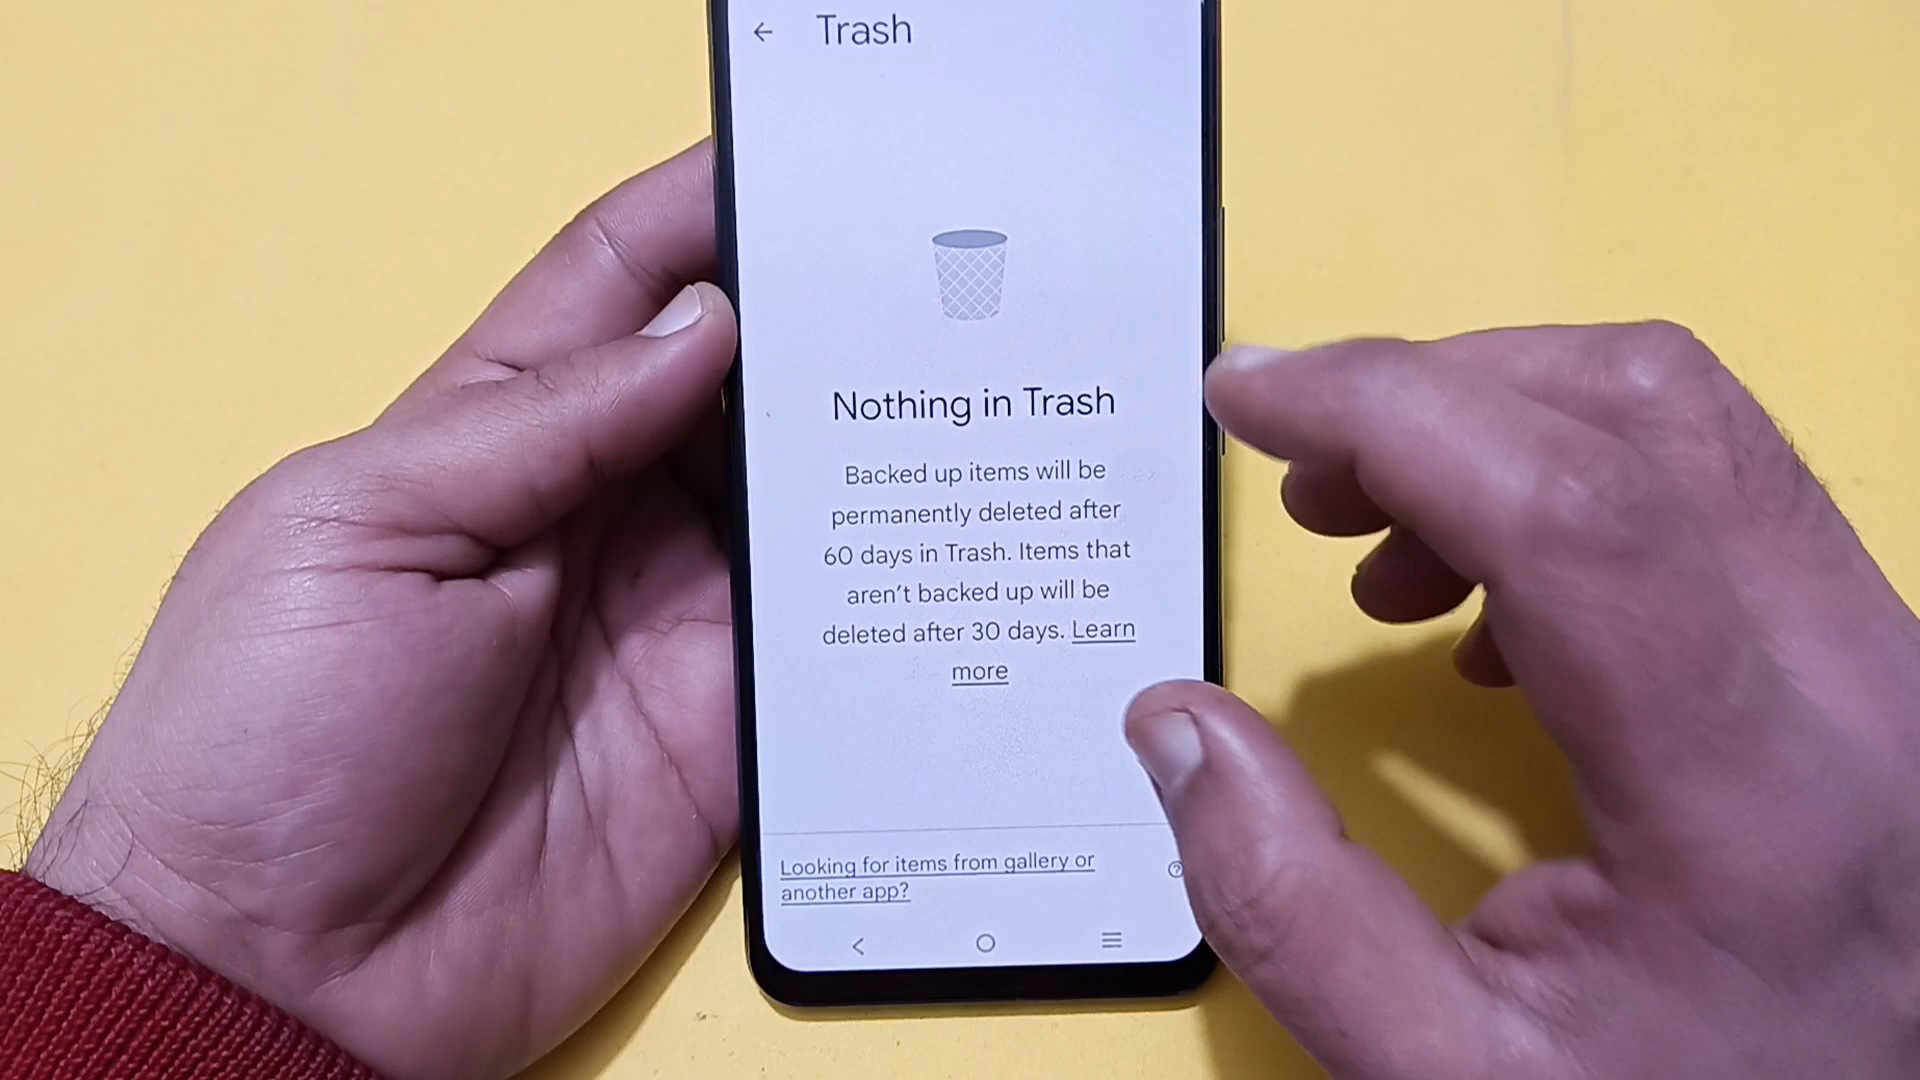 Trash
Nothing in Trash
Backed up items will be
permanently deleted after
60 days in Trash. Items that
aren't backed up will be
deleted after 30 days. Learn
more
Looking for items from gallery or
another app?